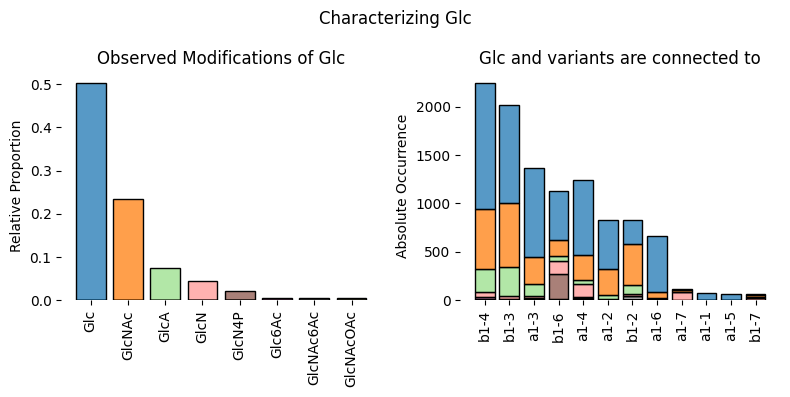 Characterizing Glc
Observed Modifications of Glc
Relative Proportion
0.5
0.4
0.3
0.2
0.1
0.0
Glc
GlcNAc
GlcA
GlcN
GlcN4P
Glc6Ac
GlcNAc6Ac
GlcNAcOAc
Glc and variants are connected to
Absolute Occurrence
2000
1500
1000
500
0
b1-4
b1-3
a1-3
b1-6
a1-4
a1-2
b1-2
a1-6
a1-7
a1-1
a1-5
b1-7